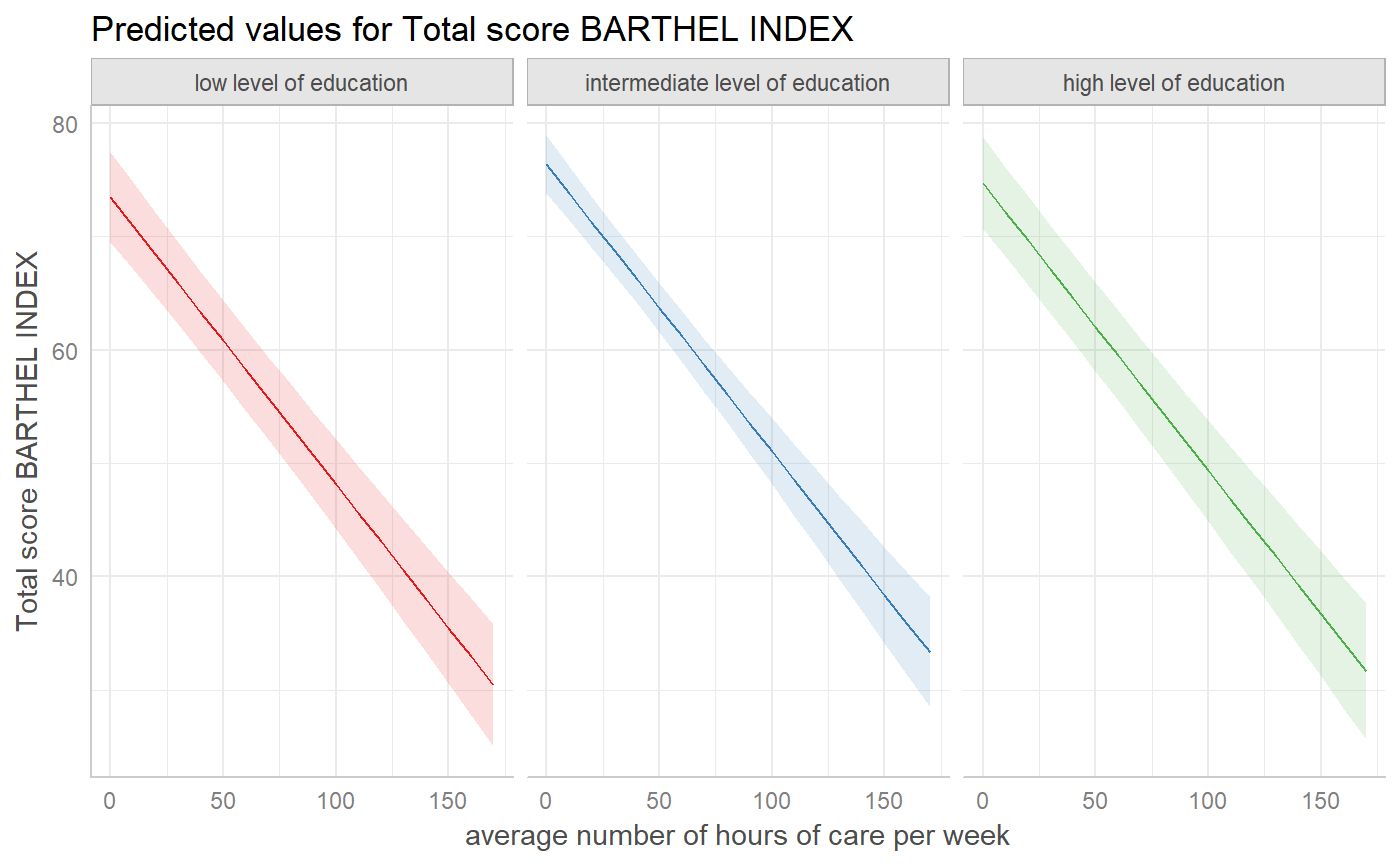 Predicted values for Total score BARTHEL INDEX
low level of education
intermediate level of education
high level of education
Total score BARTHEL INDEX
80
60
40
0 50 100 150
0 50 100 150
0 50 100 150
average number of hours of care per week